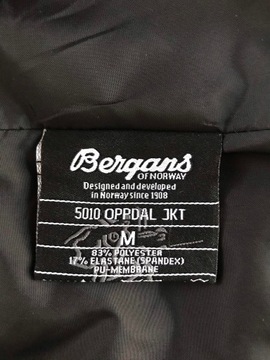 Bergans
OF NORWAY
Designed and developed
in Norway since 1908
5010 OPPDAL JKT
M
83% POLYESTER
17% ELASTANE (SPANDEX)
PU-MEMBRANE